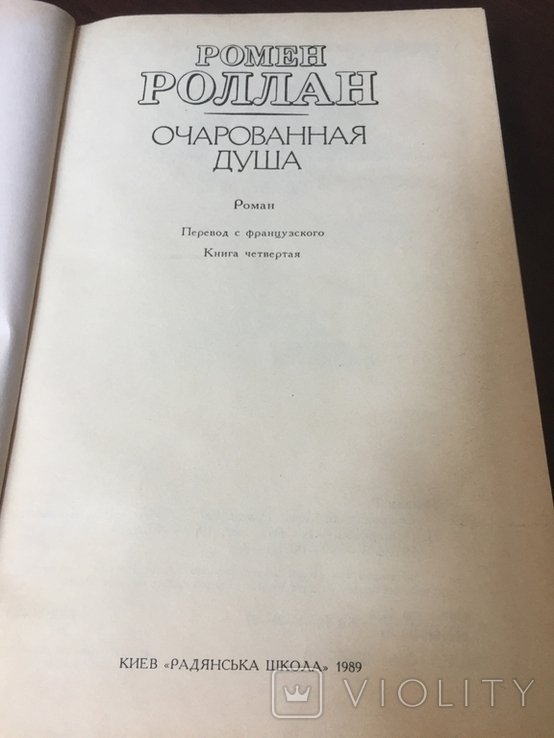 РОМЕН
РОЛЛАН
ОЧАРОВАННАЯ
ДУША
Роман
Перевод с французского
Книга четвертая
КИЕВ «РАДЯНСЬКА ШКОЛА» 1989
VIOLITY